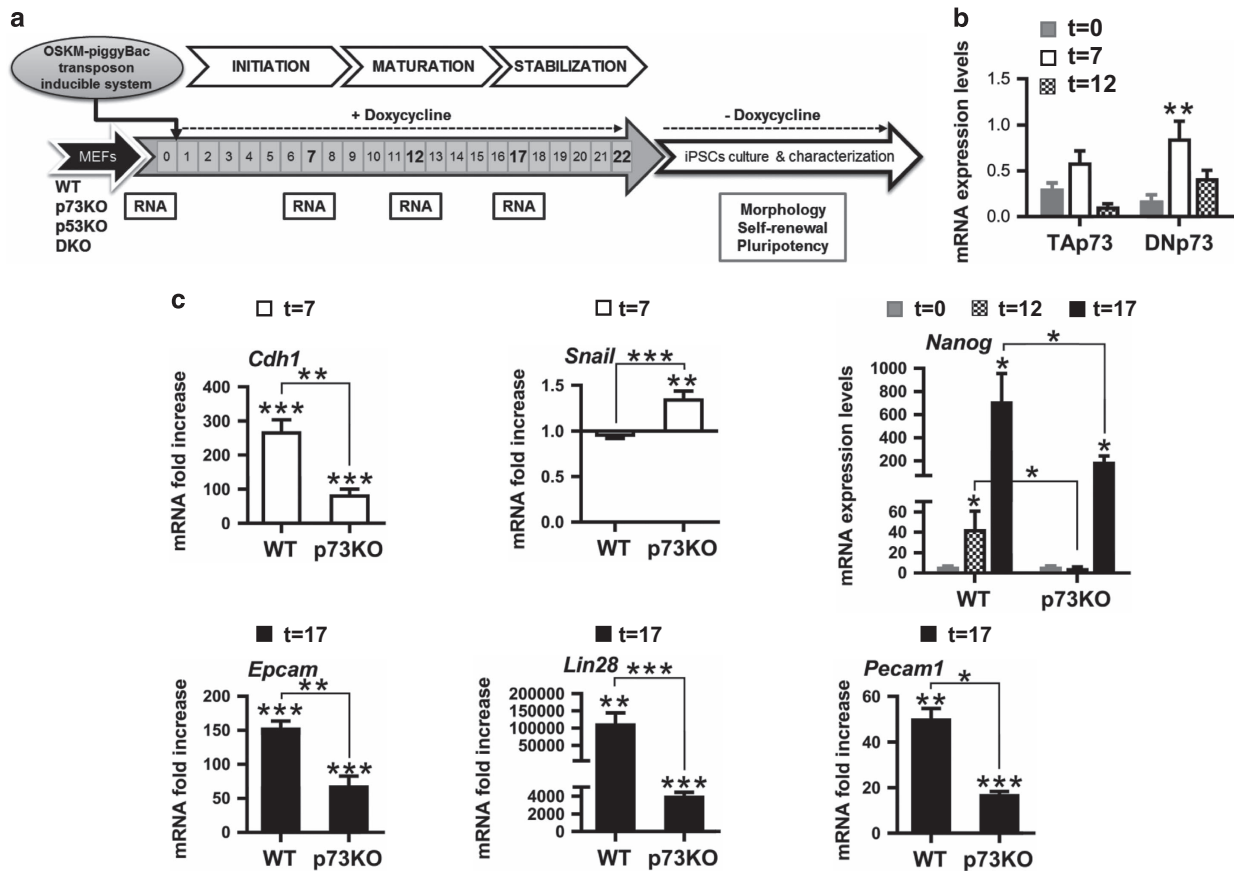 a
OSKM-piggyBac
transposon
inducible system
INITIATION
MATURATION
STABILIZATION
+ Doxycycline
- Doxycycline
MEFs
0 1 2 3 4 5 6 7 8 9 10 11 12 13 14 15 16 17 18 19 20 21 22
iPSCs culture & characterization
WT
p73KO
p53KO
DKO
RNA
RNA
RNA
RNA
Morphology
Self-renewal
Pluripotency
b
t=0
t=7
t=12
mRNA expression levels
1.5
1.0
0.5
0.0
**
TAp73
DNp73
c
t=7
Cdh1
mRNA fold increase
400
300
200
100
0
***
**
***
WT
p73KO
t=7
Snail
mRNA fold increase
1.5
1.0
0.5
0.0
***
**
WT
p73KO
t=0
t=12
t=17
Nanog
mRNA expression levels
1000
800
600
400
200
60
40
20
0
*
*
*
*
*
WT
p73KO
t=17
Epcam
mRNA fold increase
200
150
100
50
0
***
**
***
WT
p73KO
t=17
Lin28
mRNA fold increase
200000
150000
100000
50000
4000
2000
0
**
***
***
WT
p73KO
t=17
Pecam1
mRNA fold increase
60
40
20
0
**
*
***
WT
p73KO